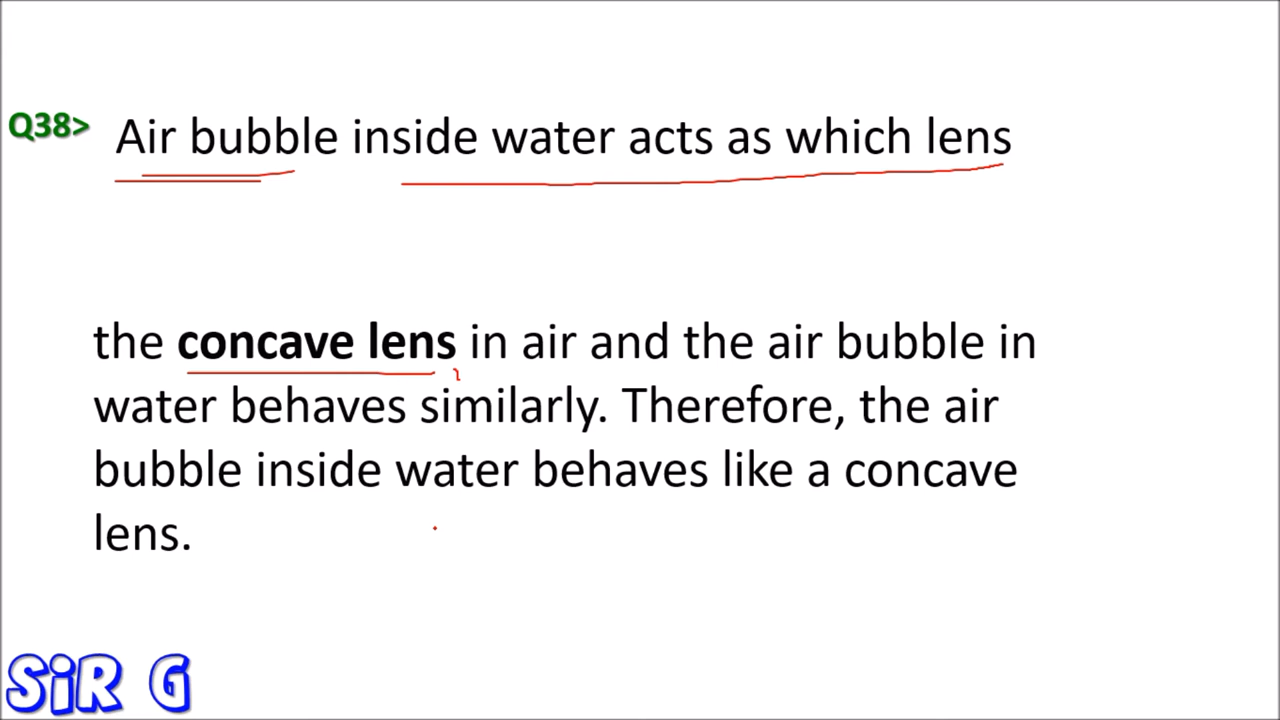 Q38> Air bubble inside water acts as which lens
the concave lens in air and the air bubble in
water behaves similarly. Therefore, the air
bubble inside water behaves like a concave
lens.
SiR G